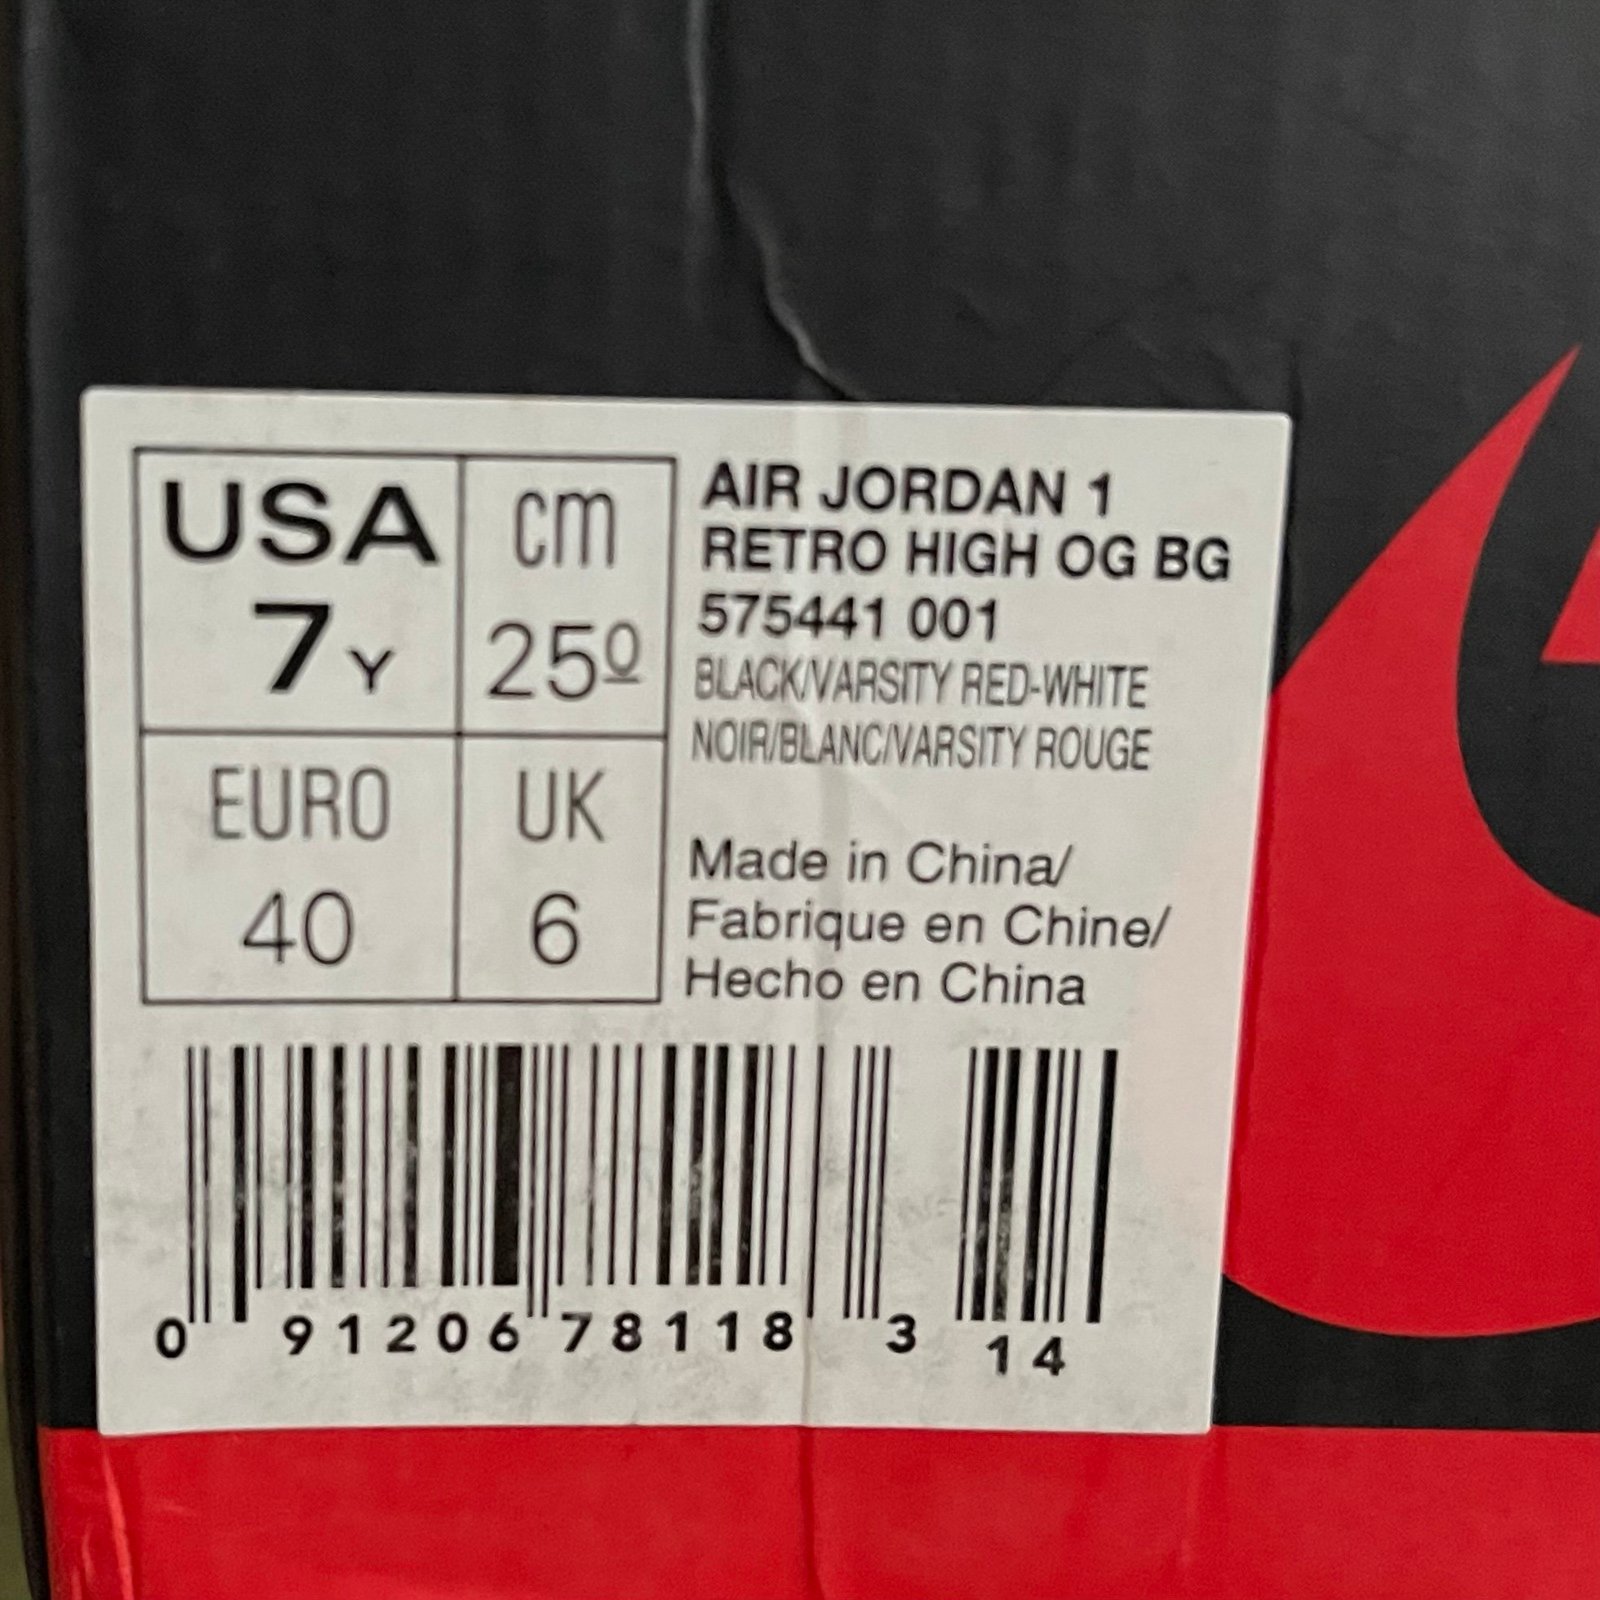 USA
7 Y
cm
25º
EURO
40
UK
6
AIR JORDAN 1
RETRO HIGH OG BG
575441 001
BLACK/VARSITY RED-WHITE
NOIR/BLANC/VARSITY ROUGE
Made in China/
Fabrique en Chine/
Hecho en China
0 91206 78118 3 14